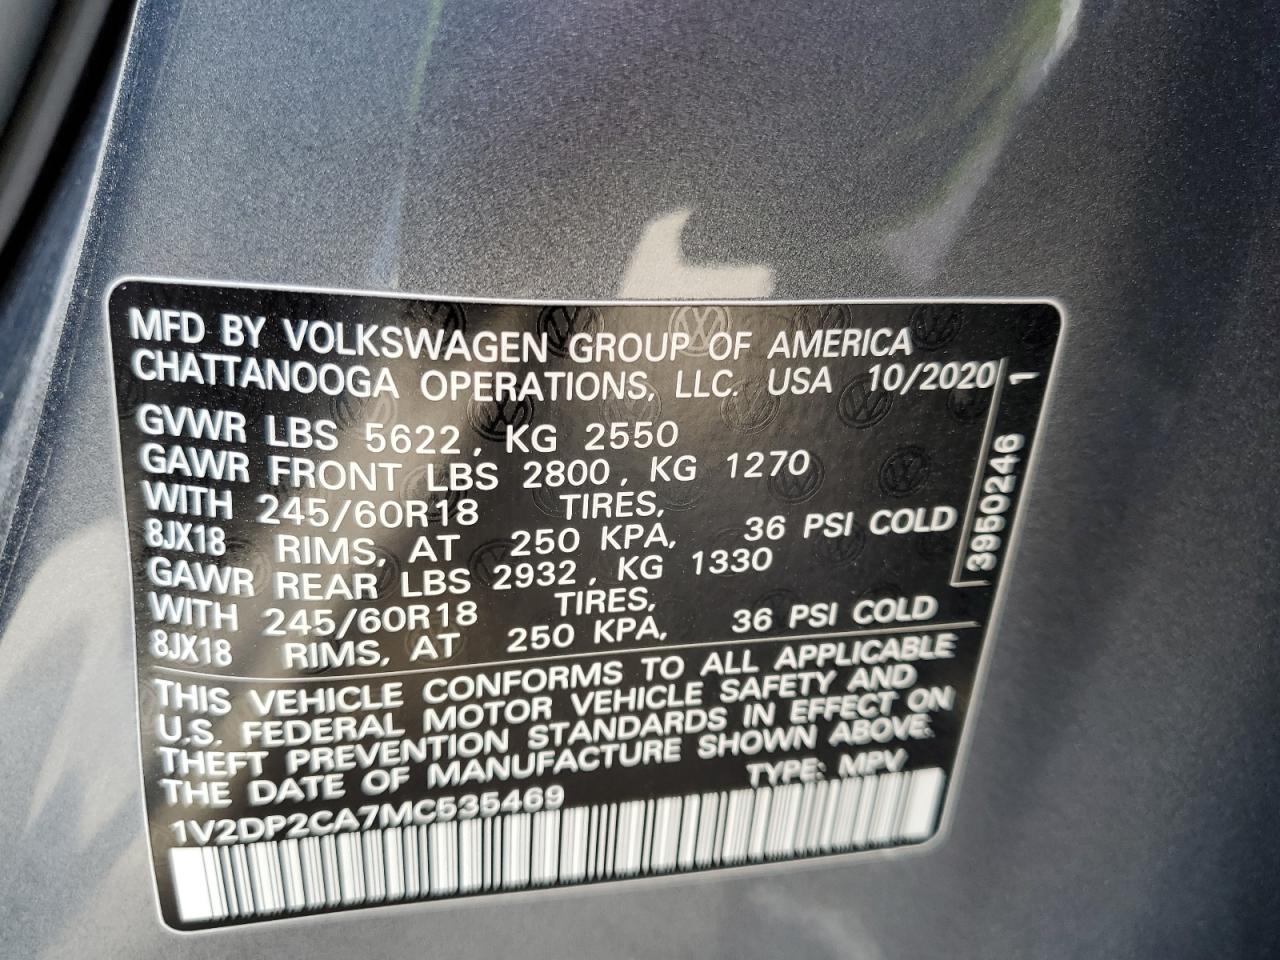 MFD BY VOLKSWAGEN GROUP OF AMERICA
CHATTANOOGA OPERATIONS, LLC. USA 10/2020
GVWR LBS 5622, KG 2550
GAWR FRONT LBS 2800, KG 1270
WITH 245/60R18 TIRES,
8JX18 RIMS, AT 250 KPA, 36 PSI COLD
GAWR REAR LBS 2932, KG 1330
WITH 245/60R18 TIRES,
8JX18 RIMS, AT 250 KPA, 36 PSI COLD
3950246 1
THIS VEHICLE CONFORMS TO ALL APPLICABLE
U.S. FEDERAL MOTOR VEHICLE SAFETY AND
THEFT PREVENTION STANDARDS IN EFFECT ON
THE DATE OF MANUFACTURE SHOWN ABOVE.
1V2DP2CA7MC535469 TYPE: MPV